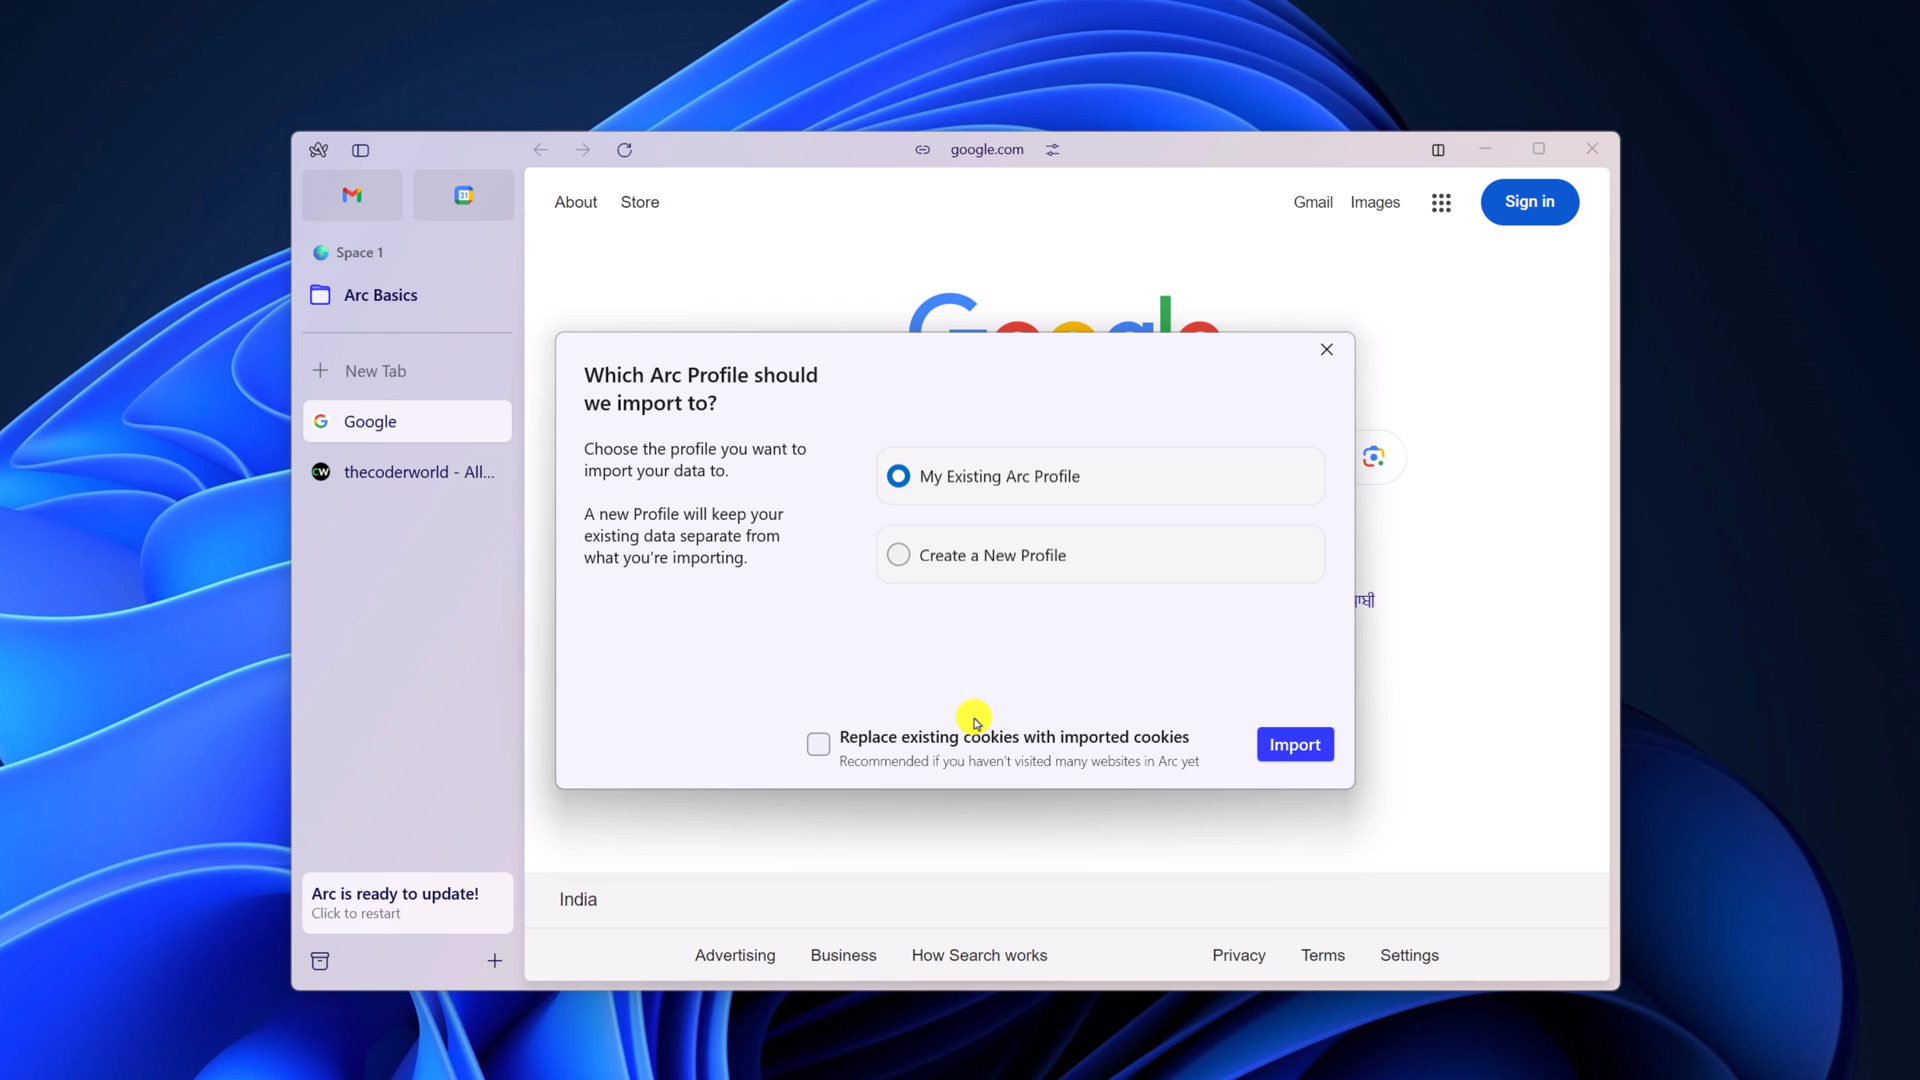 google.com
31
About
Store
Gmail
Images
Sign in
Space 1
Arc Basics
New Tab
Google
CW
thecoderworld - All...
Which Arc Profile should
we import to?
Choose the profile you want to
import your data to.
A new Profile will keep your
existing data separate from
what you're importing.
My Existing Arc Profile
Create a New Profile
Replace existing cookies with imported cookies
Recommended if you haven't visited many websites in Arc yet
Import
Arc is ready to update!
Click to restart
India
Advertising
Business
How Search works
Privacy
Terms
Settings